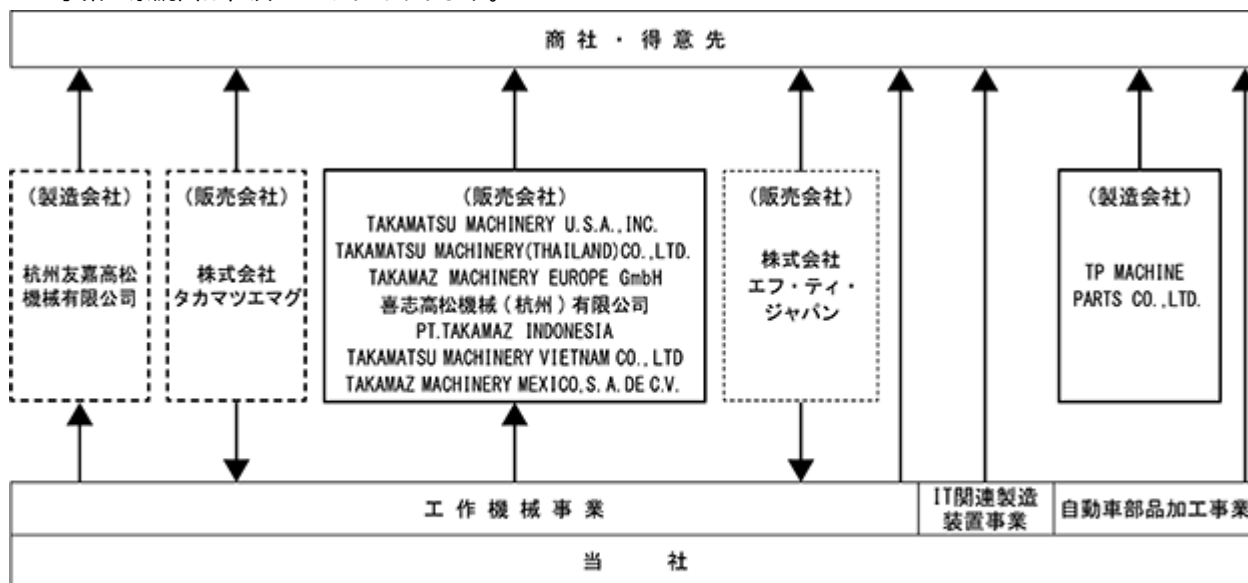 商社・得意先
（製造会社）
杭州友嘉高松
機械有限公司
（販売会社）
株式会社
タカマツエマグ
（販売会社）
TAKAMATSU MACHINERY U.S.A.,INC.
TAKAMATSU MACHINERY(THAILAND)CO.,LTD.
TAKAMAZ MACHINERY EUROPE GmbH
喜志高松機械（杭州）有限公司
PT.TAKAMAZ INDONESIA
TAKAMATSU MACHINERY VIETNAM CO.,LTD
TAKAMAZ MACHINERY MEXICO,S.A.DE C.V.
（販売会社）
株式会社
エフ・ティ・
ジャパン
（製造会社）
TP MACHINE
PARTS CO.,LTD.
工作機械事業
IT関連製造
装置事業
自動車部品加工事業
当社